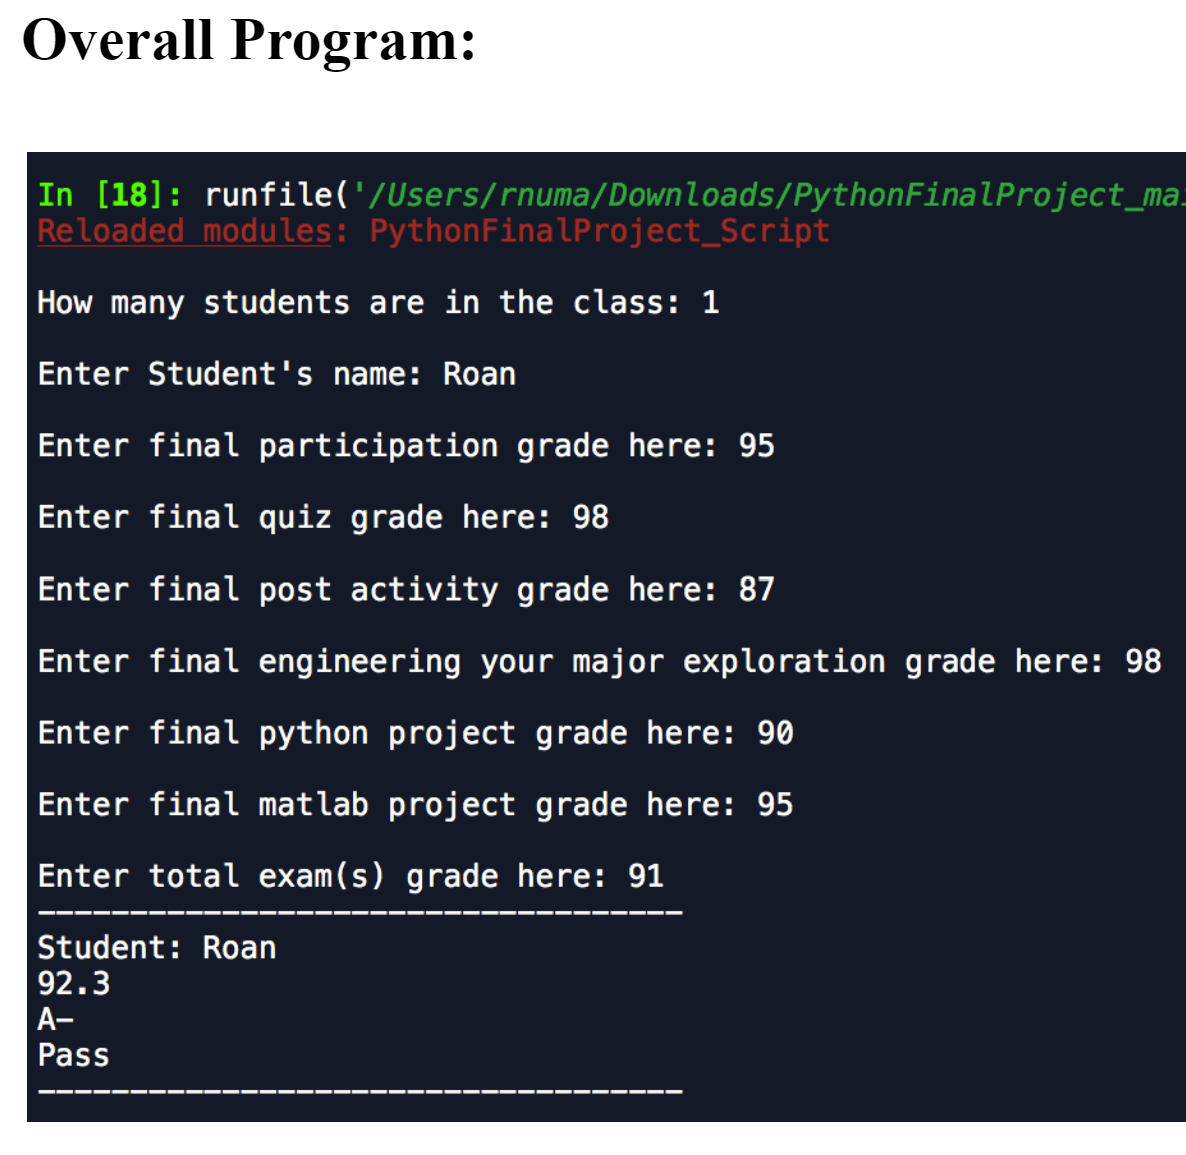 Overall Program:
In [18]: runfile('/Users/rnuma/Downloads/PythonFinalProject_mai
Reloaded modules: PythonFinalProject_Script
How many students are in the class: 1
Enter Student's name: Roan
Enter final participation grade here: 95
Enter final quiz grade here: 98
Enter final post activity grade here: 87
Enter final engineering your major exploration grade here: 98
Enter final python project grade here: 90
Enter final matlab project grade here: 95
Enter total exam(s) grade here: 91
-----------------------------------
Student: Roan
92.3
A-
Pass
-----------------------------------